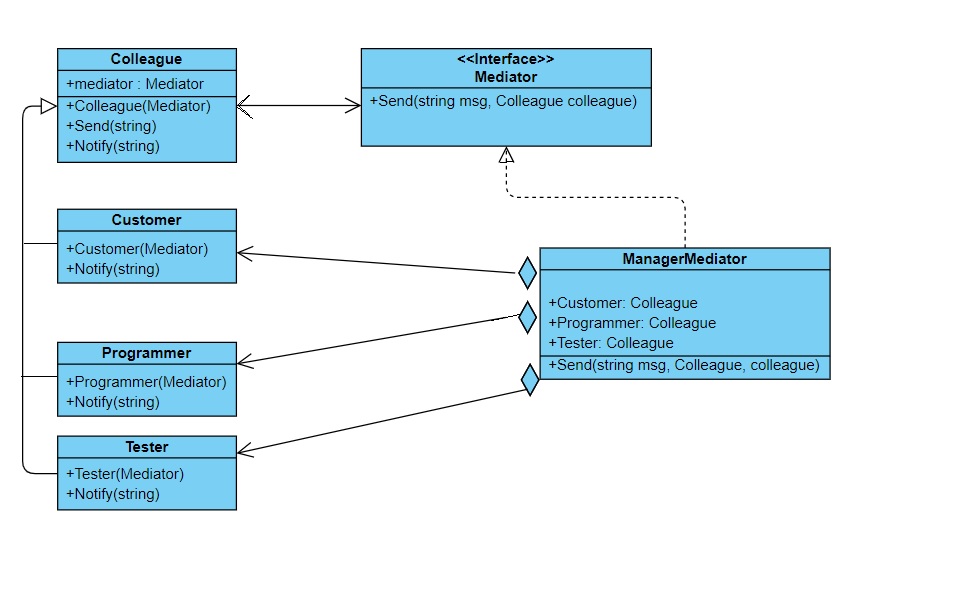 Colleague
+mediator : Mediator
+Colleague(Mediator)
+Send(string)
+Notify(string)
<<Interface>>
Mediator
+Send(string msg, Colleague colleague)
Customer
+Customer(Mediator)
+Notify(string)
ManagerMediator
+Customer: Colleague
+Programmer: Colleague
+Tester: Colleague
+Send(string msg, Colleague, colleague)
Programmer
+Programmer(Mediator)
+Notify(string)
Tester
+Tester(Mediator)
+Notify(string)